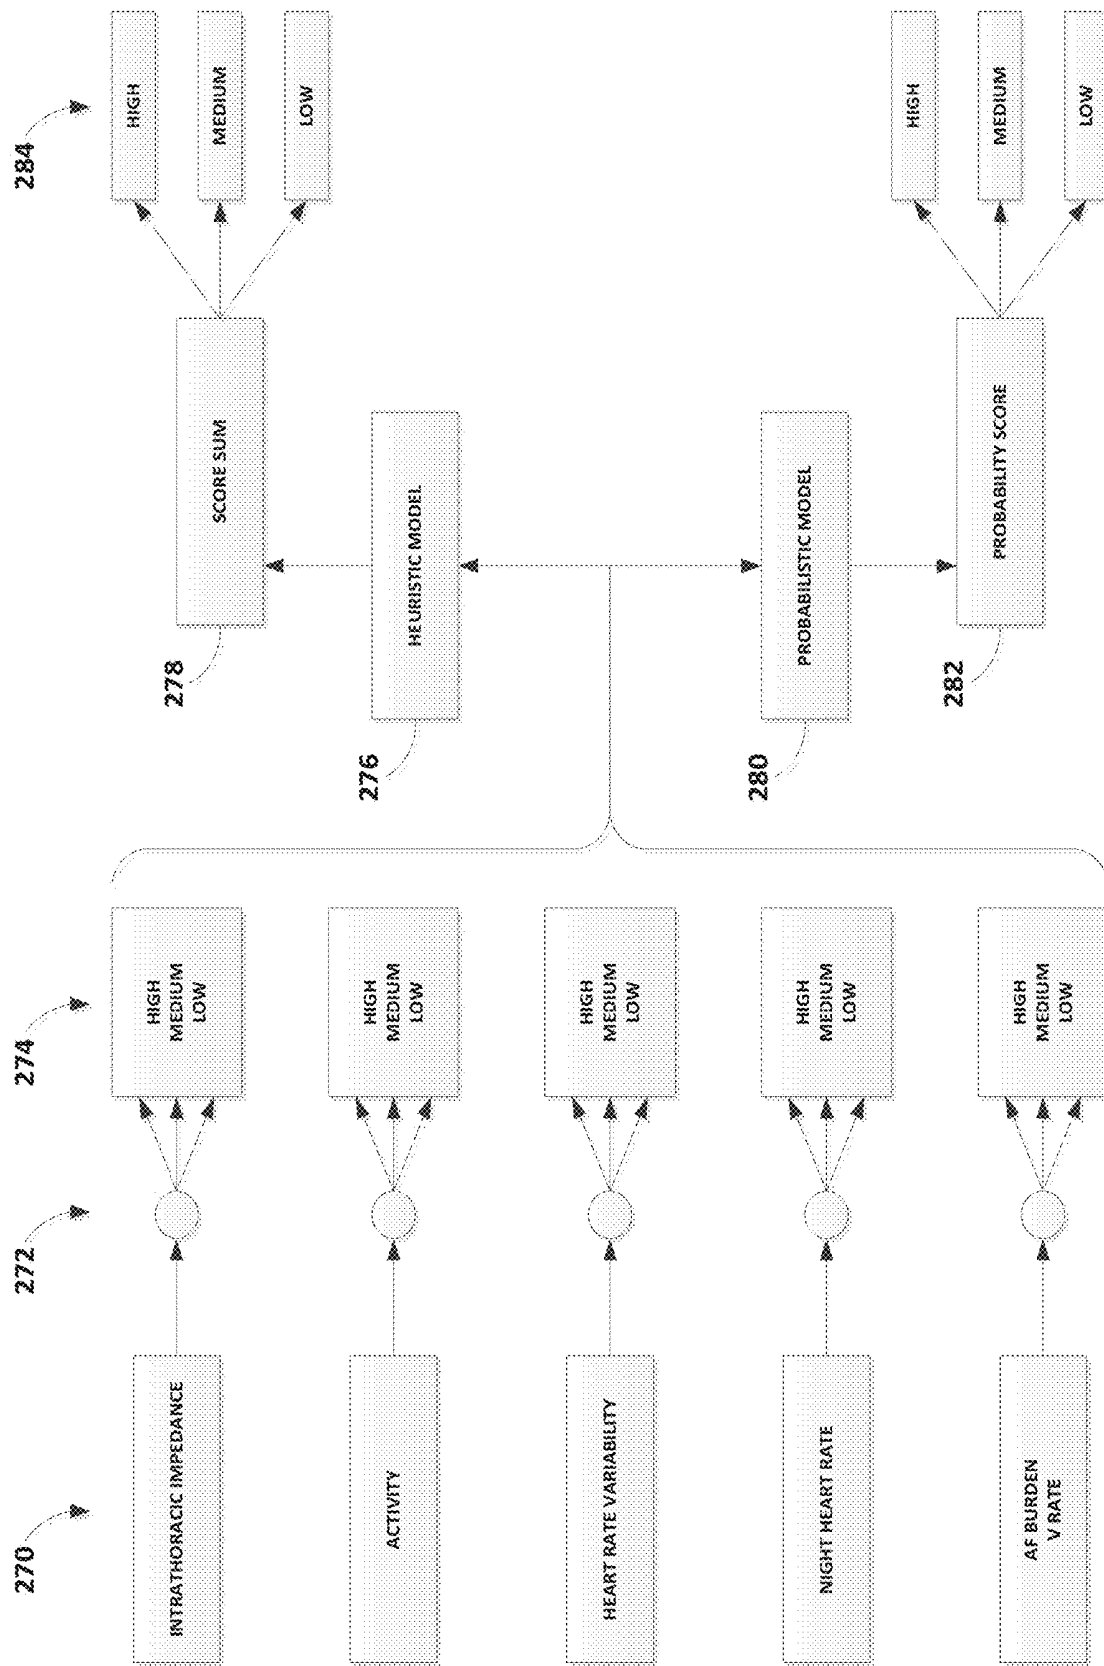 270
INTRATHORACIC IMPEDANCE
ACTIVITY
HEART RATE VARIABILITY
NIGHT HEART RATE
AF BURDEN
V RATE
272
274
HIGH
MEDIUM
LOW
HIGH
MEDIUM
LOW
HIGH
MEDIUM
LOW
HIGH
MEDIUM
LOW
HIGH
MEDIUM
LOW
276
HEURISTIC MODEL
278
SCORE SUM
280
PROBABILISTIC MODEL
282
PROBABILITY SCORE
284
HIGH
MEDIUM
LOW
HIGH
MEDIUM
LOW